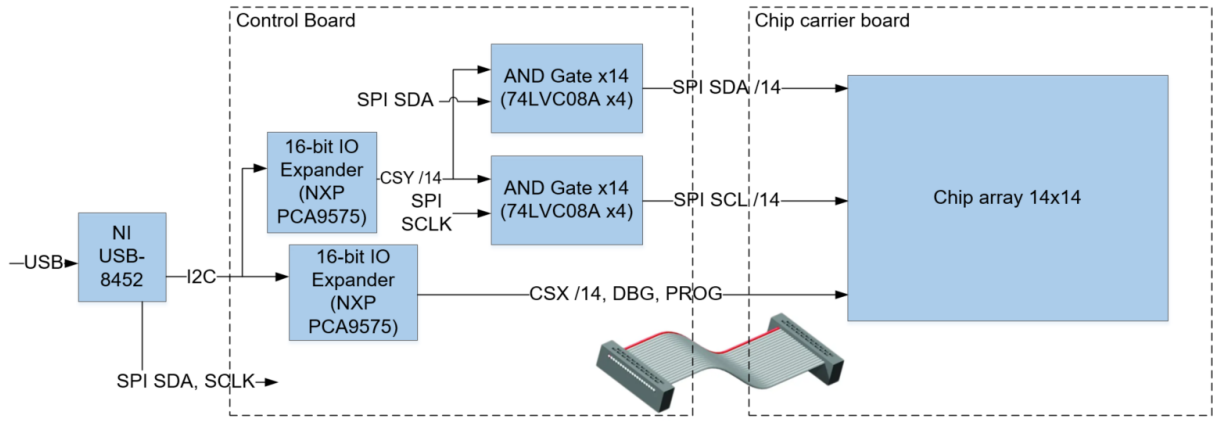 Control Board
Chip carrier board
AND Gate x14
(74LVC08A x4)
SPI SDA
SPI SDA /14
16-bit IO
Expander
(NXP
PCA9575)
CSY /14
AND Gate x14
(74LVC08A x4)
SPI
SCLK
SPI SCL /14
Chip array 14x14
NI
USB-
8452
USB
I2C
16-bit IO
Expander
(NXP
PCA9575)
CSX /14, DBG, PROG
SPI SDA, SCLK